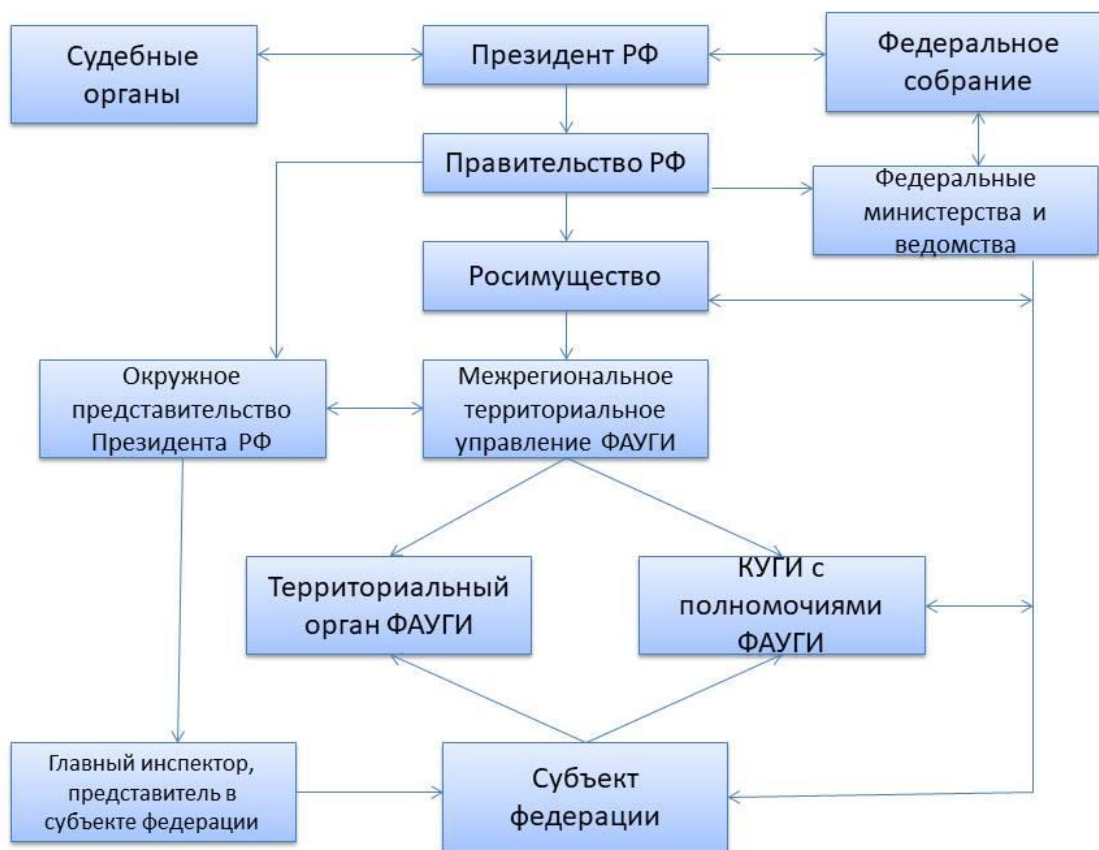 Судебные
органы
Президент РФ
Федеральное
собрание
Правительство РФ
Федеральные
министерства и
ведомства
Росимущество
Окружное
представительство
Президента РФ
Межрегиональное
территориальное
управление ФАУГИ
Территориальный
орган ФАУГИ
КУГИ с
полномочиями
ФАУГИ
Главный инспектор,
представитель в
субъекте федерации
Субъект
федерации